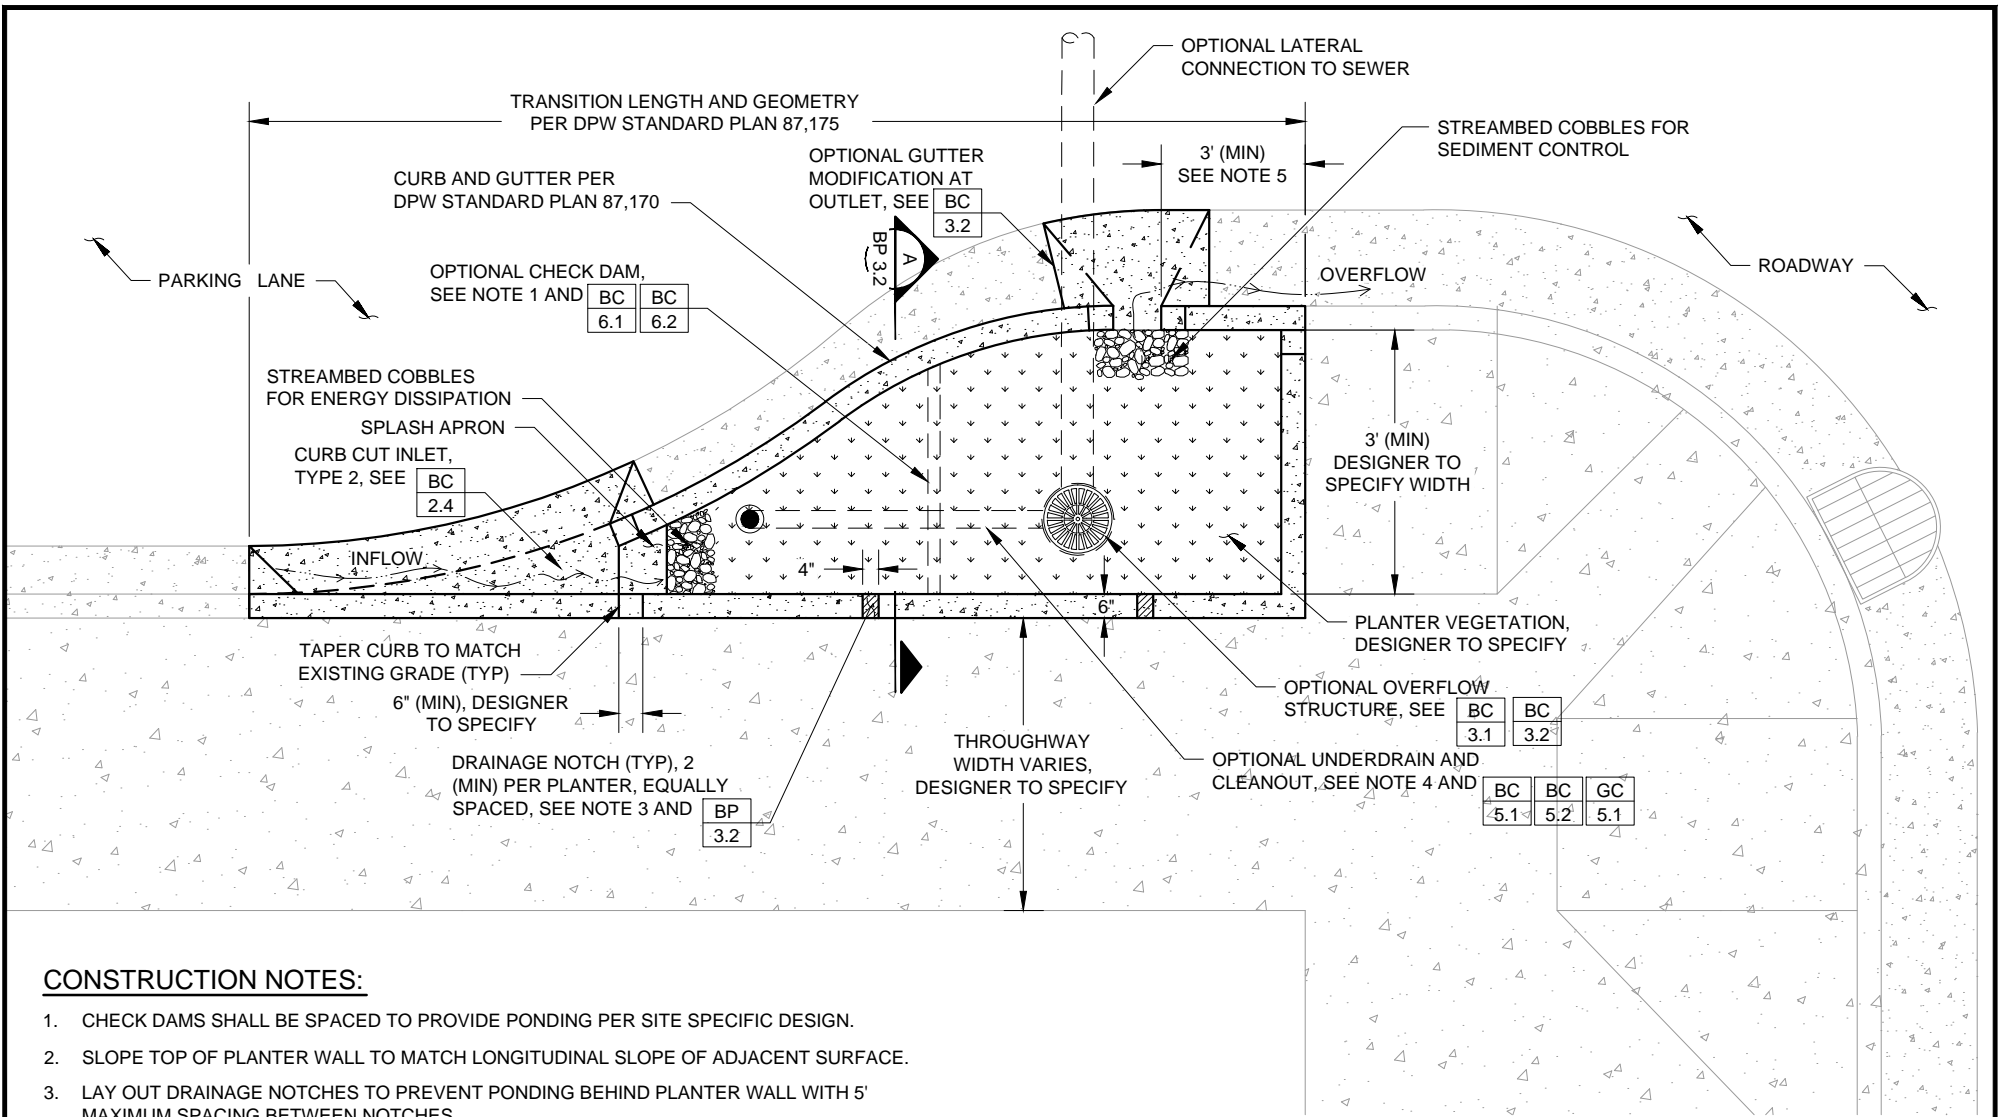 OPTIONAL LATERAL
CONNECTION TO SEWER
TRANSITION LENGTH AND GEOMETRY
PER DPW STANDARD PLAN 87,175
STREAMBED COBBLES FOR
SEDIMENT CONTROL
3' (MIN)
SEE NOTE 5
OPTIONAL GUTTER
MODIFICATION AT
OUTLET, SEE BC
3.2
CURB AND GUTTER PER
DPW STANDARD PLAN 87,170
A
BP 3.2
PARKING LANE
OPTIONAL CHECK DAM,
SEE NOTE 1 AND BC BC
6.1 6.2
OVERFLOW
ROADWAY
STREAMBED COBBLES
FOR ENERGY DISSIPATION
SPLASH APRON
CURB CUT INLET,
TYPE 2, SEE BC
2.4
3' (MIN)
DESIGNER TO
SPECIFY WIDTH
INFLOW
4"
6"
TAPER CURB TO MATCH
EXISTING GRADE (TYP)
6" (MIN), DESIGNER
TO SPECIFY
PLANTER VEGETATION,
DESIGNER TO SPECIFY
OPTIONAL OVERFLOW
STRUCTURE, SEE BC BC
3.1 3.2
DRAINAGE NOTCH (TYP), 2
(MIN) PER PLANTER, EQUALLY
SPACED, SEE NOTE 3 AND BP
3.2
THROUGHWAY
WIDTH VARIES,
DESIGNER TO SPECIFY
OPTIONAL UNDERDRAIN AND
CLEANOUT, SEE NOTE 4 AND BC BC GC
5.1 5.2 5.1
CONSTRUCTION NOTES:
1. CHECK DAMS SHALL BE SPACED TO PROVIDE PONDING PER SITE SPECIFIC DESIGN.
2. SLOPE TOP OF PLANTER WALL TO MATCH LONGITUDINAL SLOPE OF ADJACENT SURFACE.
3. LAY OUT DRAINAGE NOTCHES TO PREVENT PONDING BEHIND PLANTER WALL WITH 5'
MAXIMUM SPACING BETWEEN NOTCHES